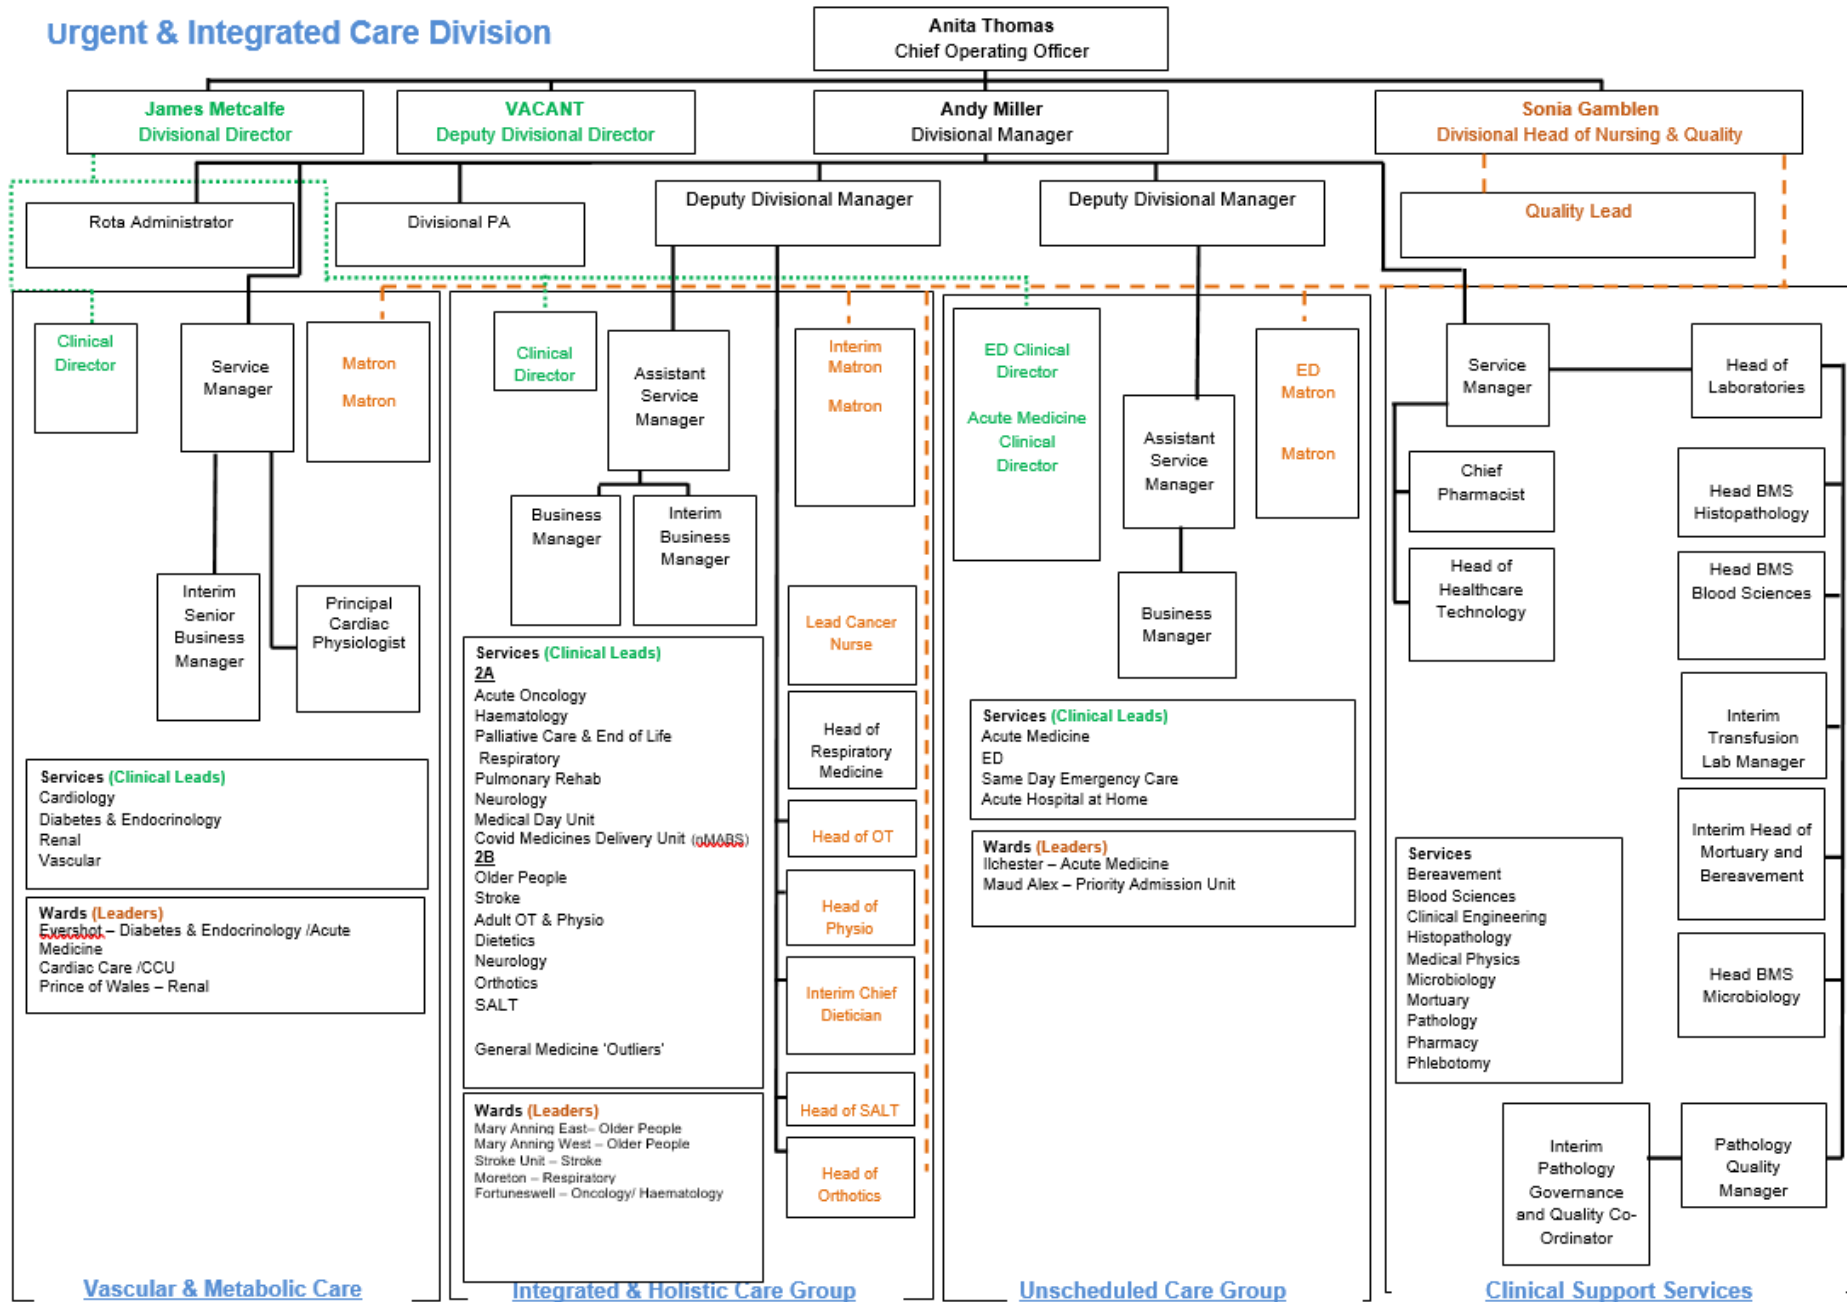 Urgent & Integrated Care Division
Anita Thomas
Chief Operating Officer
James Metcalfe
Divisional Director
VACANT
Deputy Divisional Director
Andy Miller
Divisional Manager
Sonia Gamblen
Divisional Head of Nursing & Quality
Rota Administrator
Divisional PA
Deputy Divisional Manager
Deputy Divisional Manager
Quality Lead
Clinical
Director
Service
Manager
Matron
Matron
Interim
Senior
Business
Manager
Principal
Cardiac
Physiologist
Services (Clinical Leads)
Cardiology
Diabetes & Endocrinology
Renal
Vascular
Wards (Leaders)
Evershot – Diabetes & Endocrinology /Acute
Medicine
Cardiac Care /CCU
Prince of Wales – Renal
Vascular & Metabolic Care
Clinical
Director
Assistant
Service
Manager
Interim
Matron
Matron
Business
Manager
Interim
Business
Manager
Services (Clinical Leads)
2A
Acute Oncology
Haematology
Palliative Care & End of Life
Respiratory
Pulmonary Rehab
Neurology
Medical Day Unit
Covid Medicines Delivery Unit (nMABS)
2B
Older People
Stroke
Adult OT & Physio
Dietetics
Neurology
Orthotics
SALT
General Medicine 'Outliers'
Wards (Leaders)
Mary Anning East– Older People
Mary Anning West – Older People
Stroke Unit – Stroke
Moreton – Respiratory
Fortuneswell – Oncology/ Haematology
Lead Cancer
Nurse
Head of
Respiratory
Medicine
Head of OT
Head of
Physio
Interim Chief
Dietician
Head of SALT
Head of
Orthotics
Integrated & Holistic Care Group
ED Clinical
Director
Acute Medicine
Clinical
Director
Assistant
Service
Manager
ED
Matron
Matron
Business
Manager
Services (Clinical Leads)
Acute Medicine
ED
Same Day Emergency Care
Acute Hospital at Home
Wards (Leaders)
Ilchester – Acute Medicine
Maud Alex – Priority Admission Unit
Unscheduled Care Group
Service
Manager
Head of
Laboratories
Chief
Pharmacist
Head of
Healthcare
Technology
Head BMS
Histopathology
Head BMS
Blood Sciences
Interim
Transfusion
Lab Manager
Interim Head of
Mortuary and
Bereavement
Head BMS
Microbiology
Services
Bereavement
Blood Sciences
Clinical Engineering
Histopathology
Medical Physics
Microbiology
Mortuary
Pathology
Pharmacy
Phlebotomy
Interim
Pathology
Governance
and Quality Co-
Ordinator
Pathology
Quality
Manager
Clinical Support Services